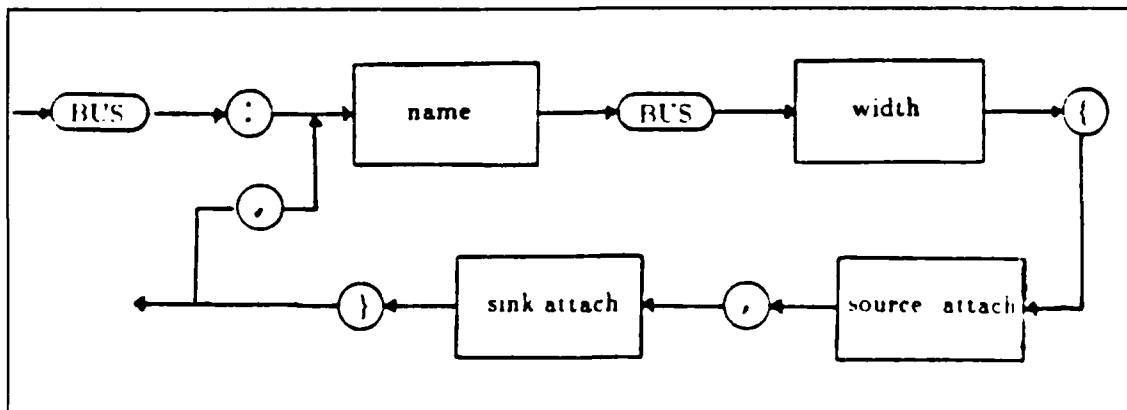 BUS : name BUS width {
,
source attach , sink attach }